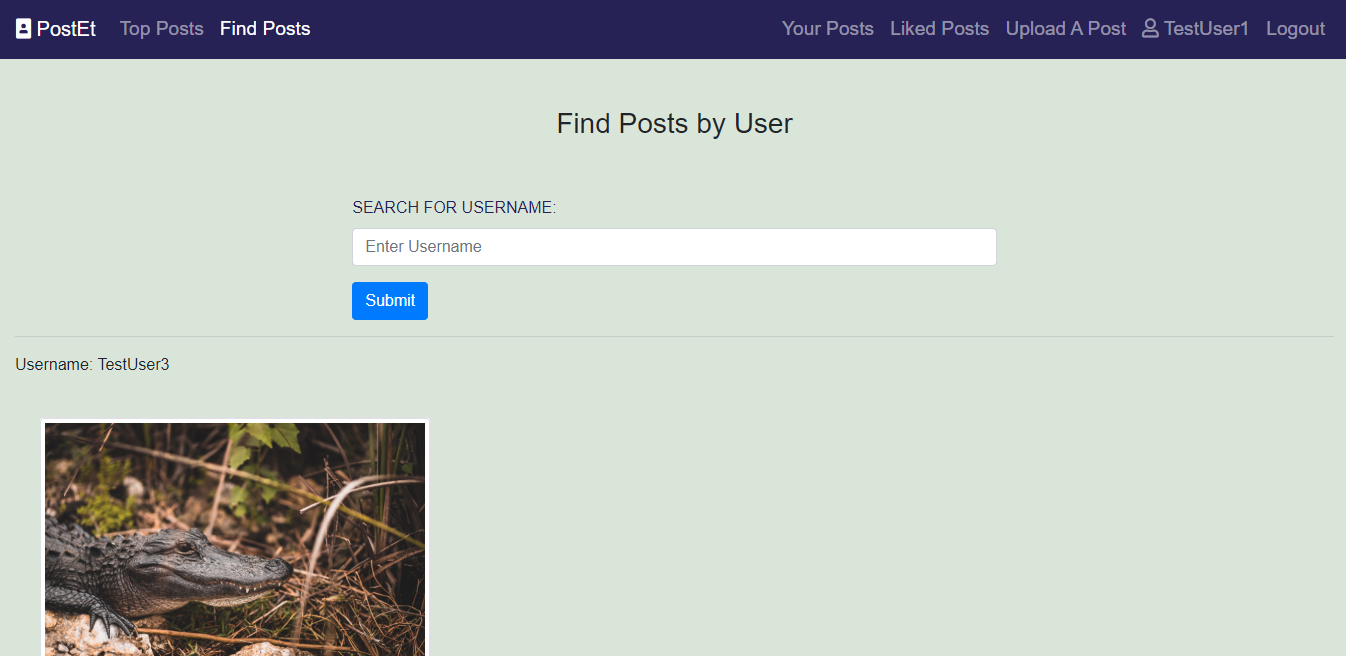 PostEt Top Posts Find Posts Your Posts Liked Posts Upload A Post TestUser1 Logout
Find Posts by User
SEARCH FOR USERNAME:
Enter Username
Submit
Username: TestUser3